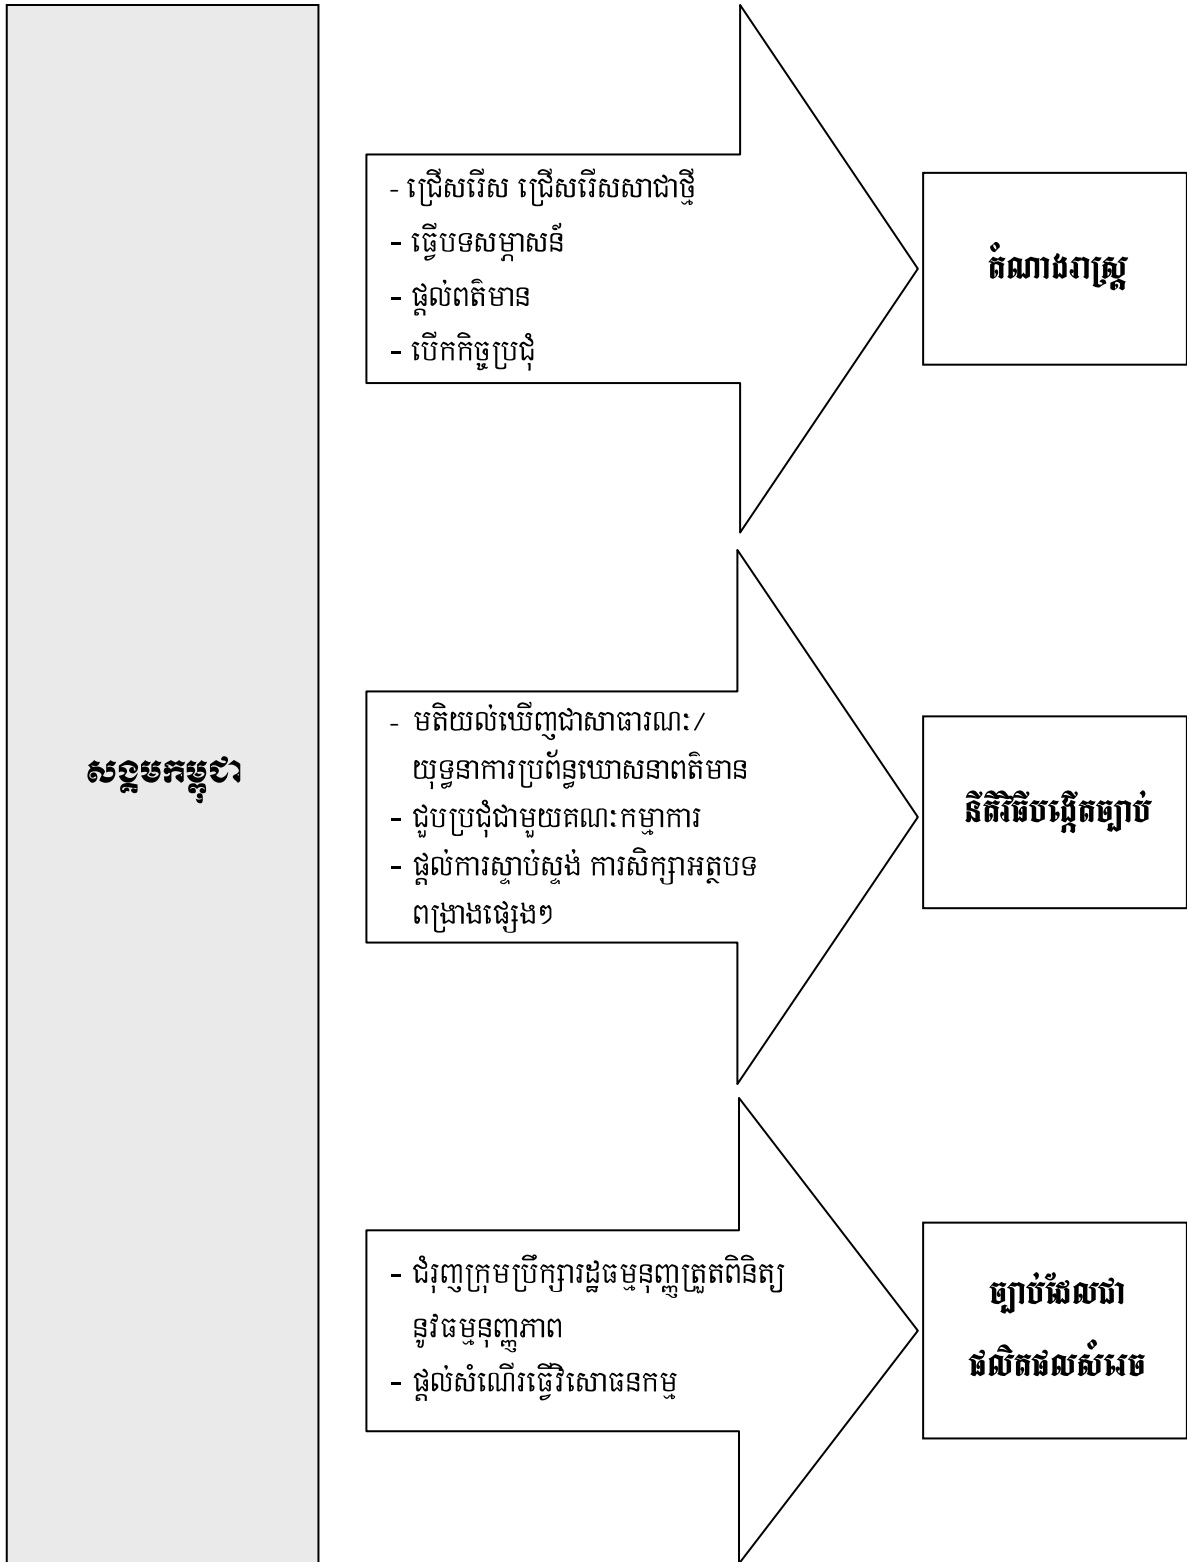 - ជ្រើសរើស ជ្រើសរើសសាជាថ្មី
- ធ្វើបទសម្ភាសន៍
- ផ្តល់ពត៌មាន
- បើកកិច្ចប្រជុំ
តំណាងរាស្ត្រ
សង្គមកម្ពុជា
- មតិយល់ឃើញជាសាធារណៈ/
យុទ្ធនាការប្រព័ន្ធឃោសនាពត៌មាន
- ជួបប្រជុំជាមួយគណៈកម្មាការ
- ផ្តល់ការស្ទាប់ស្ទង់ ការសិក្សាអត្ថបទ
ពង្រាងផ្សេងៗ
នីតិវិធីបង្កើតច្បាប់
- ជំរុញក្រុមប្រឹក្សារដ្ឋធម្មនុញ្ញត្រួតពិនិត្យ
នូវធម្មនុញ្ញភាព
- ផ្តល់សំណើរធ្វើវិសោធនកម្ម
ច្បាប់ដែលជា
ផលិតផលសំរេច